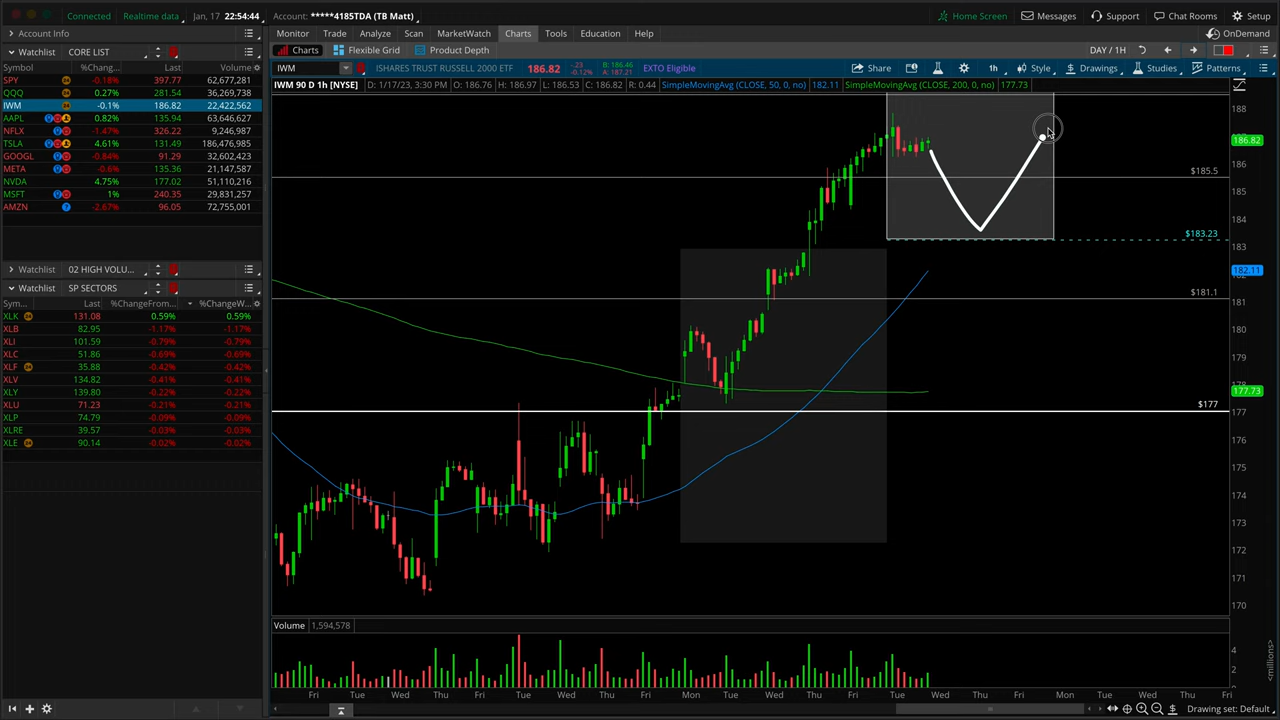 Connected Realtime data Jan, 17 22:54:44 Account: *****4185TDA (TB Matt) Home Screen Messages Support Chat Rooms Setup
Account Info Monitor Trade Analyze Scan MarketWatch Charts Tools Education Help OnDemand
Watchlist CORE LIST Charts Flexible Grid Product Depth DAY / 1H
Symbol %Chang... Last Volume IWM ISHARES TRUST RUSSELL 2000 ETF 186.82 -.23 -0.12% B: 186.46 A: 187.21 EXTO Eligible Share 1h Style Drawings Studies Patterns
IWM 90 D 1h [NYSE] D: 1/17/23, 3:30 PM O: 186.76 H: 186.97 L: 186.53 C: 186.82 R: 0.44 SimpleMovingAvg (CLOSE, 50, 0, no) 182.11 SimpleMovingAvg (CLOSE, 200, 0, no) 177.73
SPY -0.18% 397.77 62,677,281
QQQ 0.27% 281.54 36,269,738
IWM -0.1% 186.82 22,422,562
AAPL 0.82% 135.94 63,646,627
NFLX -1.47% 326.22 9,246,987
TSLA 4.61% 131.49 186,476,985
GOOGL -0.84% 91.29 32,602,423
META -0.6% 135.36 21,147,587
NVDA 4.75% 177.02 51,110,216
MSFT 1% 240.35 29,831,257
AMZN -2.67% 96.05 72,755,001
Watchlist 02 HIGH VOLU...
Watchlist SP SECTORS
Sym... Last %ChangeFrom... %ChangeW...
XLK 131.08 0.59% 0.59%
XLB 82.95 -1.17% -1.17%
XLI 101.59 -0.79% -0.79%
XLC 51.86 -0.69% -0.69%
XLF 35.88 -0.42% -0.42%
XLV 134.82 -0.41% -0.41%
XLY 139.80 -0.22% -0.22%
XLU 71.23 -0.21% -0.21%
XLP 74.79 -0.09% -0.09%
XLRE 39.57 -0.03% -0.03%
XLE 90.14 -0.02% -0.02%
188
186.82
186
$185.5
185
184
$183.23
183
182.11
181
$181.1
180
179
177.73
177
$177
176
175
174
173
172
171
170
Volume 1,594,578
4
2
<millions>
Fri Tue Wed Thu Fri Tue Wed Thu Fri Mon Tue Wed Thu Fri Tue Wed Thu Fri Mon Tue Wed Thu Fri
Drawing set: Default